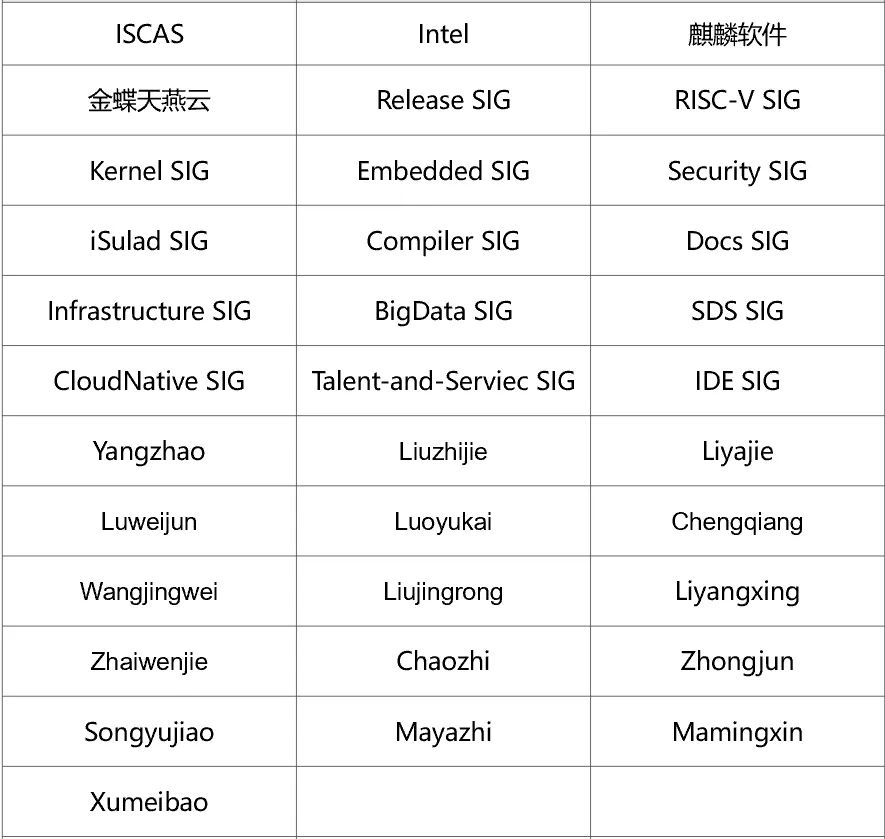 ISCAS Intel 麒麟软件
金蝶天燕云 Release SIG RISC-V SIG
Kernel SIG Embedded SIG Security SIG
iSulad SIG Compiler SIG Docs SIG
Infrastructure SIG BigData SIG SDS SIG
CloudNative SIG Talent-and-Serviec SIG IDE SIG
Yangzhao Liuzhijie Liyajie
Luweijun Luoyukai Chengqiang
Wangjingwei Liujingrong Liyangxing
Zhaiwenjie Chaozhi Zhongjun
Songyujiao Mayazhi Mamingxin
Xumeibao